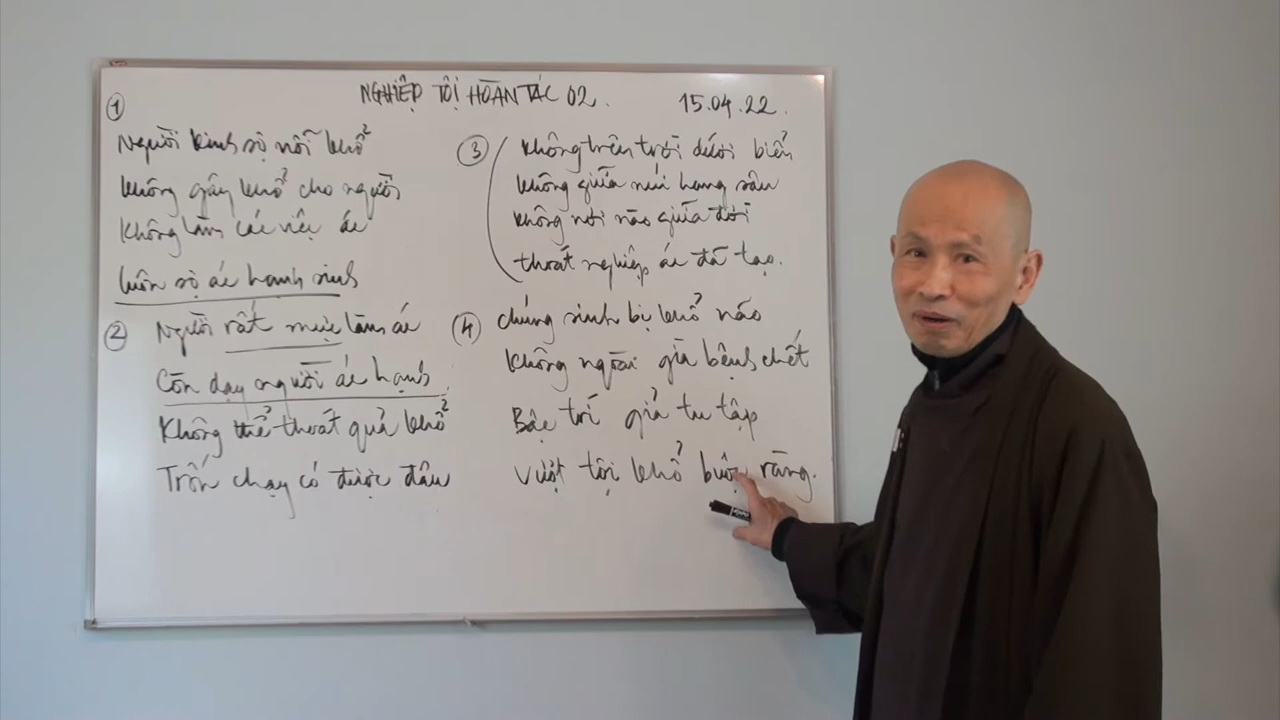 NGHIỆP TỘI HOÀN TÁC 02.
15.04.22.
1
Người kinh sợ nỗi khổ
không gây khổ cho người
Không làm các việc ác
luôn sợ ác hạnh sinh
2
Người rất mực làm ác
Còn dạy người ác hạnh
Không thể thoát quả khổ
Trốn chạy có được đâu
3
không trên trời dưới biển
không giữa núi hang sâu
không nơi nào giữa đời
thoát nghiệp ác đã tạo.
4
chúng sinh bị khổ não
Không ngoài già bệnh chết
Bậc trí giả tu tập
Vượt tội khổ buộc ràng.